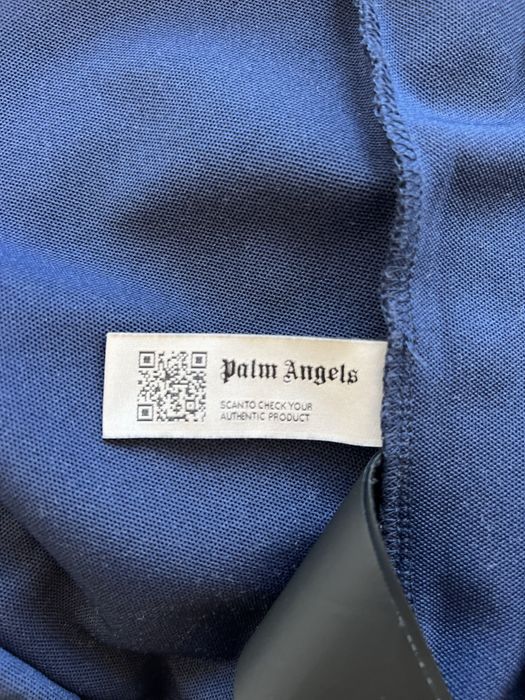 Palm Angels
SCAN TO CHECK YOUR
AUTHENTIC PRODUCT